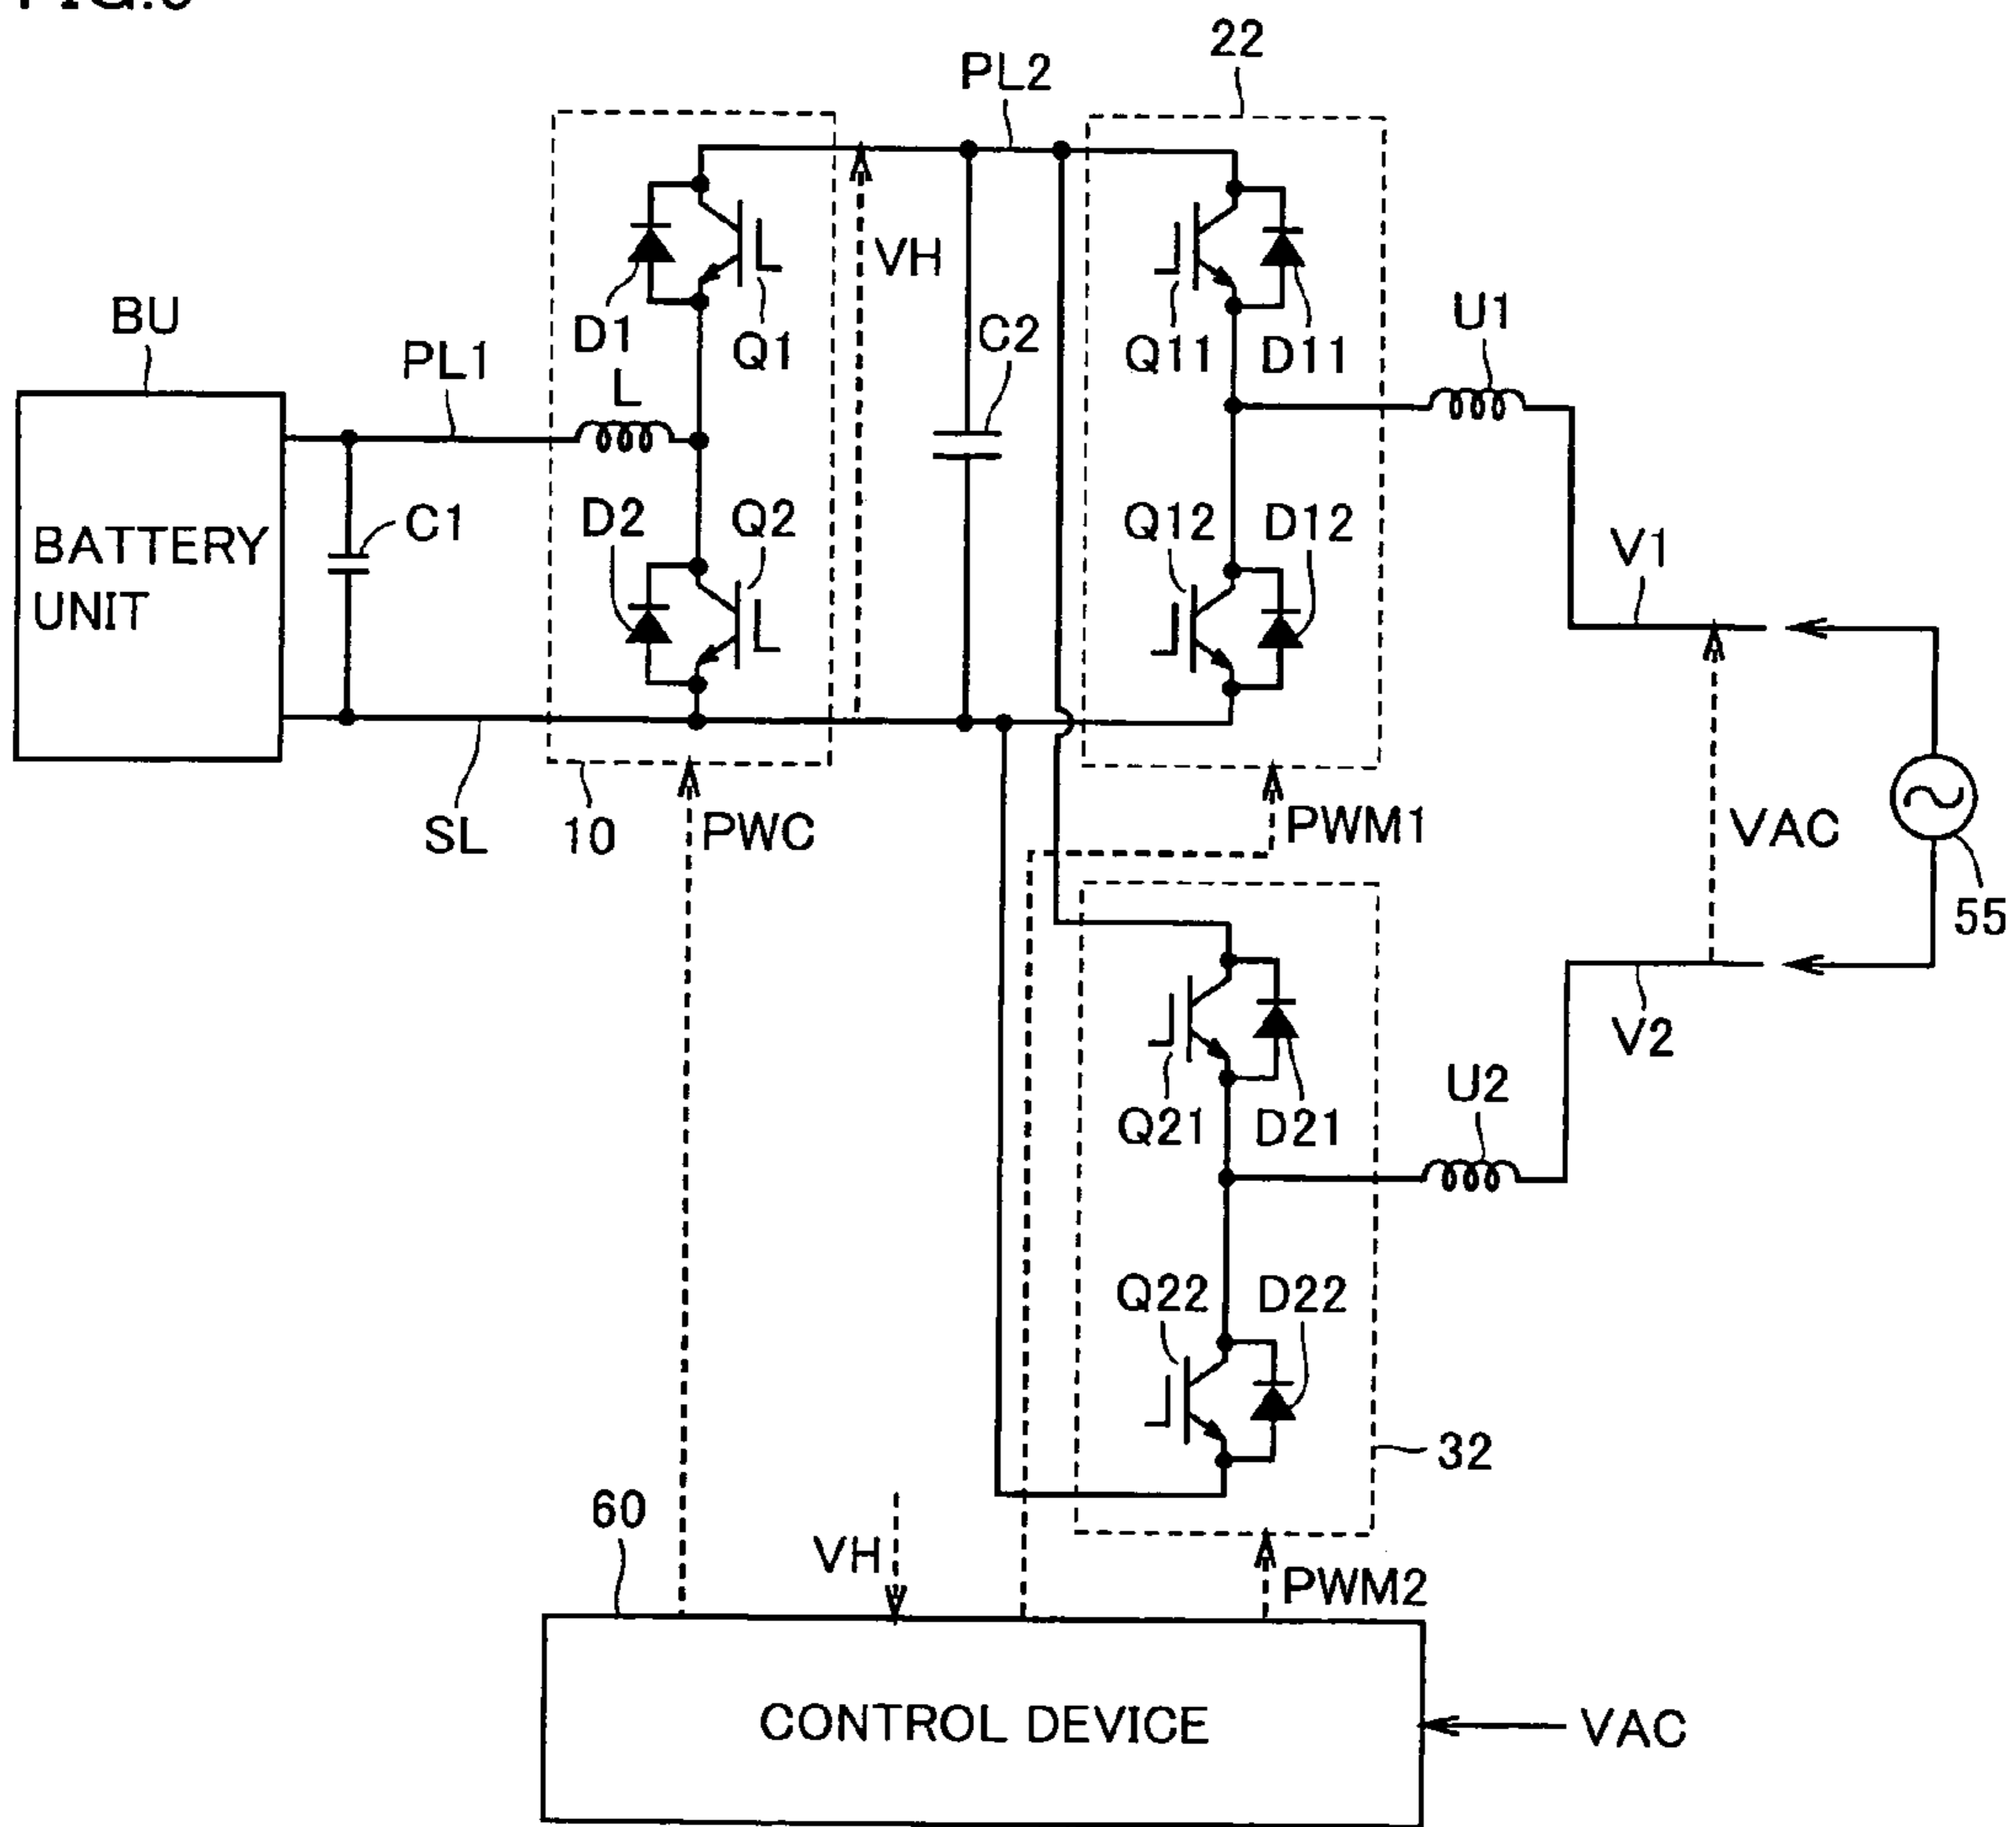 22
PL2
VH
BU
PL1
D1
L
Q1
C2
Q11
D11
U1
BATTERY
UNIT
C1
D2
Q2
Q12
D12
V1
SL
10
PWC
PWM1
VAC
55
V2
Q21
D21
U2
Q22
D22
32
60
VH
PWM2
CONTROL DEVICE
VAC